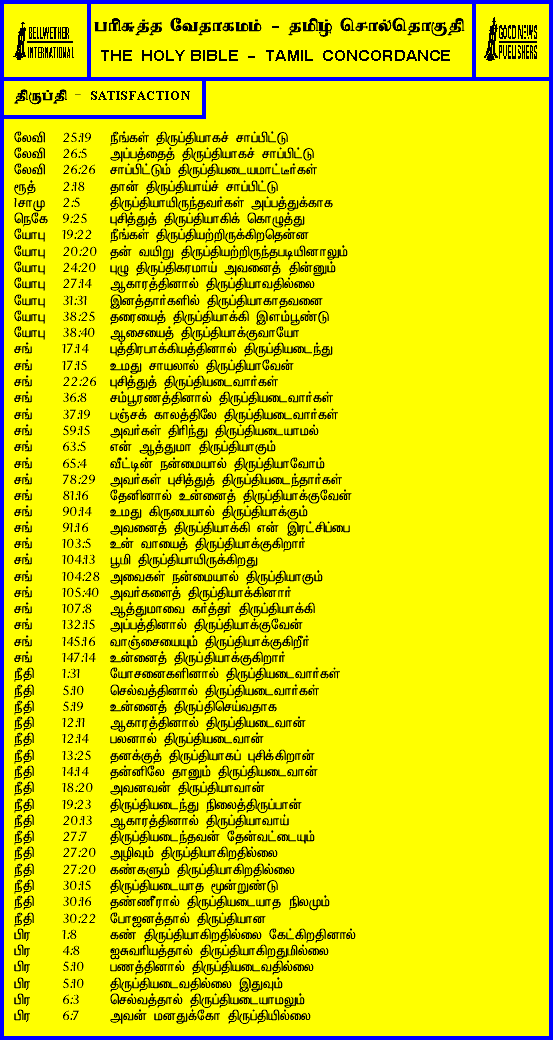 BELLWETHER
INTERNATIONAL
பரிசுத்த வேதாகமம் - தமிழ் சொல்தொகுதி
THE HOLY BIBLE - TAMIL CONCORDANCE
GOOD NEWS
PUBLISHERS
திருப்தி - SATISFACTION
லேவி 25:19 நீங்கள் திருப்தியாகச் சாப்பிட்டு
லேவி 26:5 அப்பத்தைத் திருப்தியாகச் சாப்பிட்டு
லேவி 26:26 சாப்பிட்டும் திருப்தியடையமாட்டீர்கள்
ரூத் 2:18 தான் திருப்தியாய்ச் சாப்பிட்டு
1சாமு 2:5 திருப்தியாயிருந்தவர்கள் அப்பத்துக்காக
நெகே 9:25 புசித்துத் திருப்தியாகிக் கொழுத்து
யோபு 19:22 நீங்கள் திருப்தியற்றிருக்கிறதென்ன
யோபு 20:20 தன் வயிறு திருப்தியற்றிருந்தபடியினாலும்
யோபு 24:20 புழு திருப்திகரமாய் அவனைத் தின்னும்
யோபு 27:14 ஆகாரத்தினால் திருப்தியாவதில்லை
யோபு 31:31 இனத்தார்களில் திருப்தியாகாதவனை
யோபு 38:25 தரையைத் திருப்தியாக்கி இளம்பூண்டு
யோபு 38:40 ஆசையைத் திருப்தியாக்குவாயோ
சங் 17:14 புத்திரபாக்கியத்தினால் திருப்தியடைந்து
சங் 17:15 உமது சாயலால் திருப்தியாவேன்
சங் 22:26 புசித்துத் திருப்தியடைவார்கள்
சங் 36:8 சம்பூரணத்தினால் திருப்தியடைவார்கள்
சங் 37:19 பஞ்சக் காலத்திலே திருப்தியடைவார்கள்
சங் 59:15 அவர்கள் திரிந்து திருப்தியடையாமல்
சங் 63:5 என் ஆத்துமா திருப்தியாகும்
சங் 65:4 வீட்டின் நன்மையால் திருப்தியாவோம்
சங் 78:29 அவர்கள் புசித்துத் திருப்தியடைந்தார்கள்
சங் 81:16 தேனினால் உன்னைத் திருப்தியாக்குவேன்
சங் 90:14 உமது கிருபையால் திருப்தியாக்கும்
சங் 91:16 அவனைத் திருப்தியாக்கி என் இரட்சிப்பை
சங் 103:5 உன் வாயைத் திருப்தியாக்குகிறார்
சங் 104:13 பூமி திருப்தியாயிருக்கிறது
சங் 104:28 அவைகள் நன்மையால் திருப்தியாகும்
சங் 105:40 அவர்களைத் திருப்தியாக்கினார்
சங் 107:8 ஆத்துமாவை கர்த்தர் திருப்தியாக்கி
சங் 132:15 அப்பத்தினால் திருப்தியாக்குவேன்
சங் 145:16 வாஞ்சையையும் திருப்தியாக்குகிறீர்
சங் 147:14 உன்னைத் திருப்தியாக்குகிறார்
நீதி 1:31 யோசனைகளினால் திருப்தியடைவார்கள்
நீதி 5:10 செல்வத்தினால் திருப்தியடைவார்கள்
நீதி 5:19 உன்னைத் திருப்திசெய்வதாக
நீதி 12:11 ஆகாரத்தினால் திருப்தியடைவான்
நீதி 12:14 பலனால் திருப்தியடைவான்
நீதி 13:25 தனக்குத் திருப்தியாகப் புசிக்கிறான்
நீதி 14:14 தன்னிலே தானும் திருப்தியடைவான்
நீதி 18:20 அவனவன் திருப்தியாவான்
நீதி 19:23 திருப்தியடைந்து நிலைத்திருப்பான்
நீதி 20:13 ஆகாரத்தினால் திருப்தியாவாய்
நீதி 27:7 திருப்தியடைந்தவன் தேன்வட்டையும்
நீதி 27:20 அழிவும் திருப்தியாகிறதில்லை
நீதி 27:20 கண்களும் திருப்தியாகிறதில்லை
நீதி 30:15 திருப்தியடையாத மூன்றுண்டு
நீதி 30:16 தண்ணீரால் திருப்தியடையாத நிலமும்
நீதி 30:22 போஜனத்தால் திருப்தியான
பிர 1:8 கண் திருப்தியாகிறதில்லை கேட்கிறதினால்
பிர 4:8 ஐசுவரியத்தால் திருப்தியாகிறதுமில்லை
பிர 5:10 பணத்தினால் திருப்தியடைவதில்லை
பிர 5:10 திருப்தியடைவதில்லை இதுவும்
பிர 6:3 செல்வத்தால் திருப்தியடையாமலும்
பிர 6:7 அவன் மனதுக்கோ திருப்தியில்லை